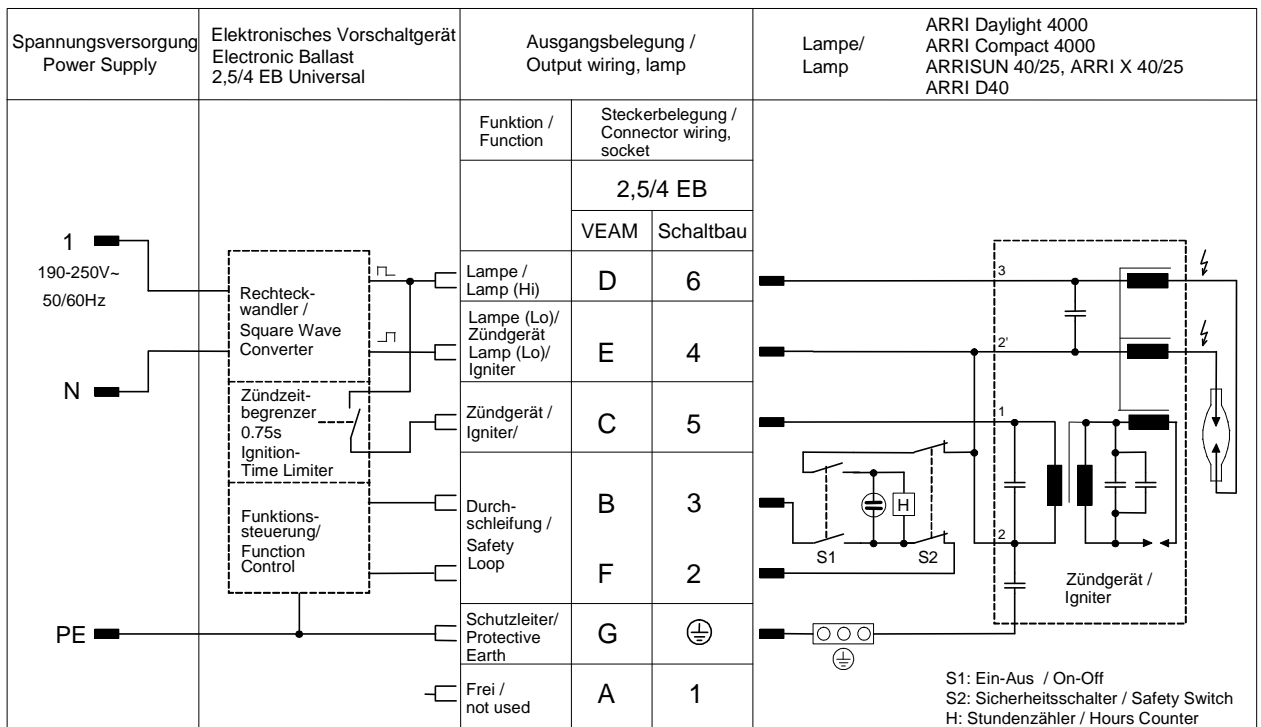 Spannungsversorgung
Power Supply
Elektronisches Vorschaltgerät
Electronic Ballast
2,5/4 EB Universal
Ausgangsbelegung /
Output wiring, lamp
Lampe/
Lamp
ARRI Daylight 4000
ARRI Compact 4000
ARRISUN 40/25, ARRI X 40/25
ARRI D40
Funktion /
Function
Steckerbelegung /
Connector wiring,
socket
2,5/4 EB
VEAM
Schaltbau
1
190-250V~
50/60Hz
N
PE
Rechteck-
wandler /
Square Wave
Converter
Zündzeit-
begrenzer
0.75s
Ignition-
Time Limiter
Funktions-
steuerung/
Function
Control
Lampe /
Lamp (Hi)
D
6
Lampe (Lo)/
Zündgerät
Lamp (Lo)/
Igniter
E
4
Zündgerät /
Igniter/
C
5
Durch-
schleifung /
Safety
Loop
B
3
F
2
Schutzleiter/
Protective
Earth
G
Frei /
not used
A
1
3
2'
1
2
H
S1
S2
Zündgerät /
Igniter
S1: Ein-Aus / On-Off
S2: Sicherheitsschalter / Safety Switch
H: Stundenzähler / Hours Counter